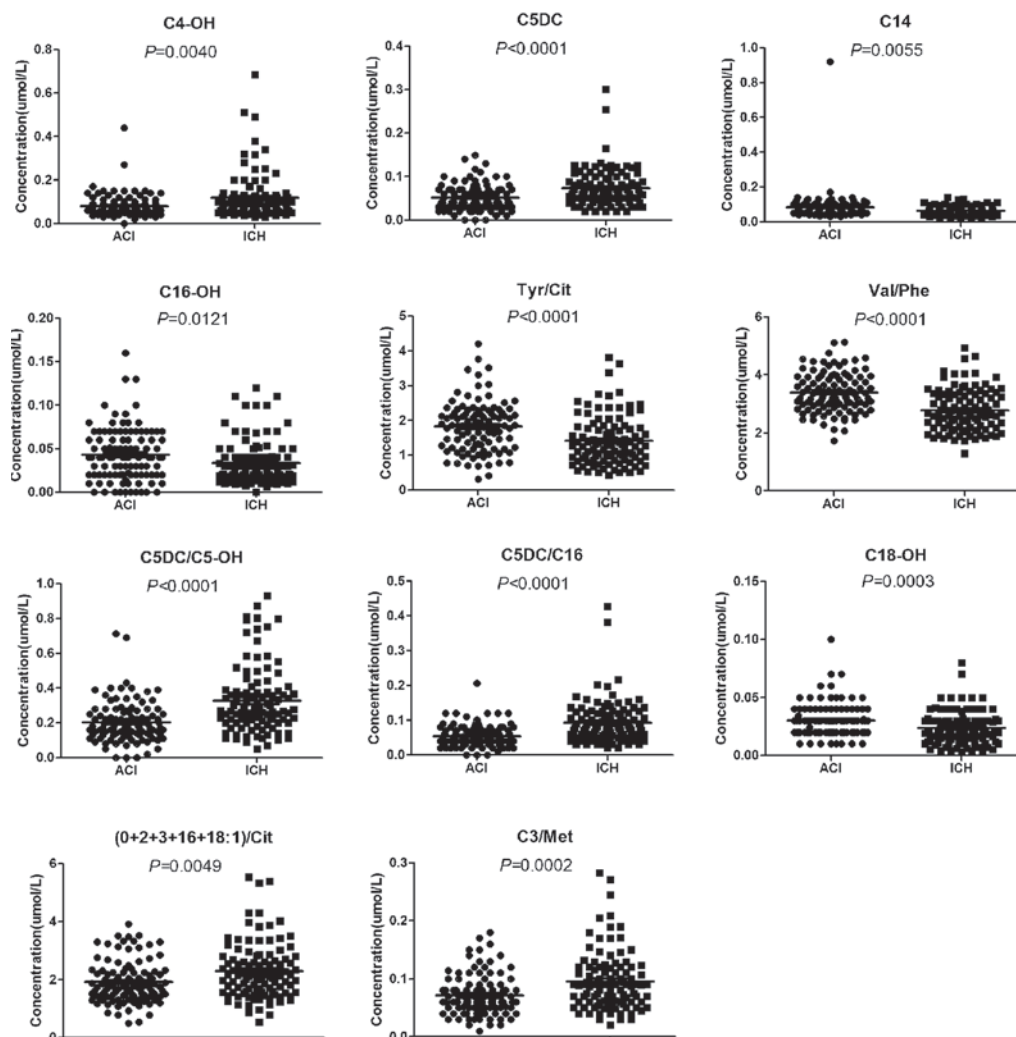 C4-OH
P=0.0040
Concentration(umol/L)
0.8
0.6
0.4
0.2
0.0
ACI ICH
C5DC
P<0.0001
Concentration(umol/L)
0.4
0.3
0.2
0.1
0.0
ACI ICH
C14
P=0.0055
Concentration(umol/L)
1.0
0.8
0.6
0.4
0.2
0.0
ACI ICH
C16-OH
P=0.0121
Concentration(umol/L)
0.20
0.15
0.10
0.05
0.00
ACI ICH
Tyr/Cit
P<0.0001
Concentration(umol/L)
5
4
3
2
1
0
ACI ICH
Val/Phe
P<0.0001
Concentration(umol/L)
6
4
2
0
ACI ICH
C5DC/C5-OH
P<0.0001
Concentration(umol/L)
1.0
0.8
0.6
0.4
0.2
0.0
ACI ICH
C5DC/C16
P<0.0001
Concentration(umol/L)
0.5
0.4
0.3
0.2
0.1
0.0
ACI ICH
C18-OH
P=0.0003
Concentration(umol/L)
0.15
0.10
0.05
0.00
ACI ICH
(0+2+3+16+18:1)/Cit
P=0.0049
Concentration(umol/L)
6
4
2
C3/Met
P=0.0002
Concentration(umol/L)
0.3
0.2
0.1